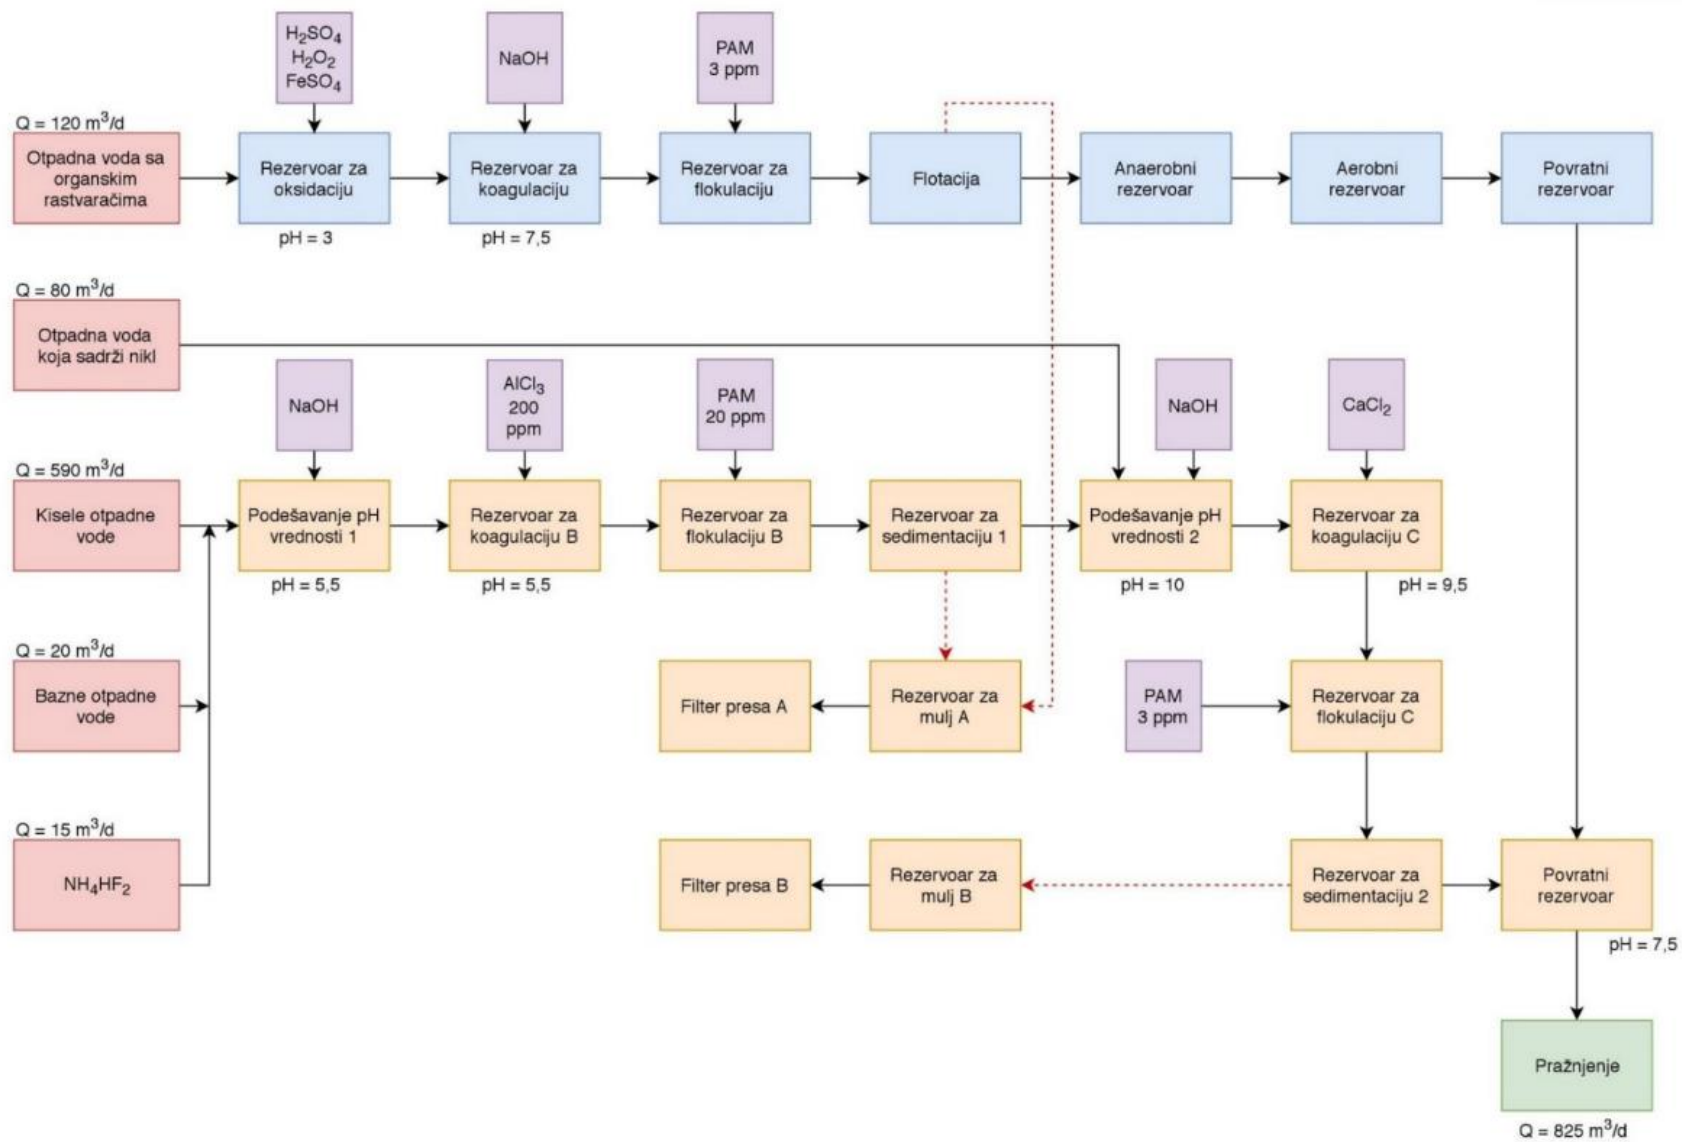 H₂SO₄
H₂O₂
FeSO₄
NaOH
PAM
3 ppm
Q = 120 m³/d
Otpadna voda sa
organskim
rastvaračima
Rezervoar za
oksidaciju
Rezervoar za
koagulaciju
Rezervoar za
flokulaciju
Flotacija
Anaerobni
rezervoar
Aerobni
rezervoar
Povratni
rezervoar
pH = 3
pH = 7,5
Q = 80 m³/d
Otpadna voda
koja sadrži nikl
NaOH
AlCl₃
200
ppm
PAM
20 ppm
NaOH
CaCl₂
Q = 590 m³/d
Kisele otpadne
vode
Podešavanje pH
vrednosti 1
Rezervoar za
koagulaciju B
Rezervoar za
flokulaciju B
Rezervoar za
sedimentaciju 1
Podešavanje pH
vrednosti 2
Rezervoar za
koagulaciju C
pH = 5,5
pH = 5,5
pH = 10
pH = 9,5
Q = 20 m³/d
Bazne otpadne
vode
Filter presa A
Rezervoar za
mulj A
PAM
3 ppm
Rezervoar za
flokulaciju C
Q = 15 m³/d
NH₄HF₂
Filter presa B
Rezervoar za
mulj B
Rezervoar za
sedimentaciju 2
Povratni
rezervoar
pH = 7,5
Pražnjenje
Q = 825 m³/d